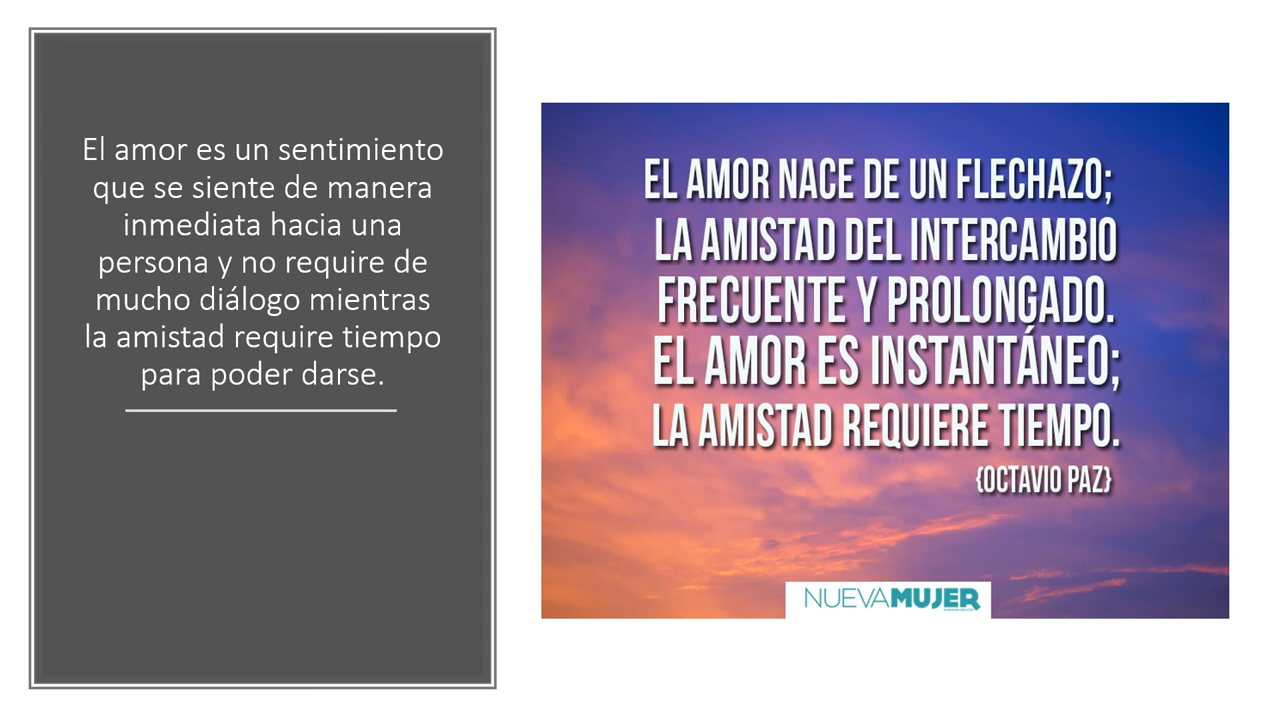 El amor es un sentimiento
que se siente de manera
inmediata hacia una
persona y no require de
mucho diálogo mientras
la amistad require tiempo
para poder darse.
EL AMOR NACE DE UN FLECHAZO;
LA AMISTAD DEL INTERCAMBIO
FRECUENTE Y PROLONGADO.
EL AMOR ES INSTANTÁNEO;
LA AMISTAD REQUIERE TIEMPO.
{OCTAVIO PAZ}
NUEVAMUJER